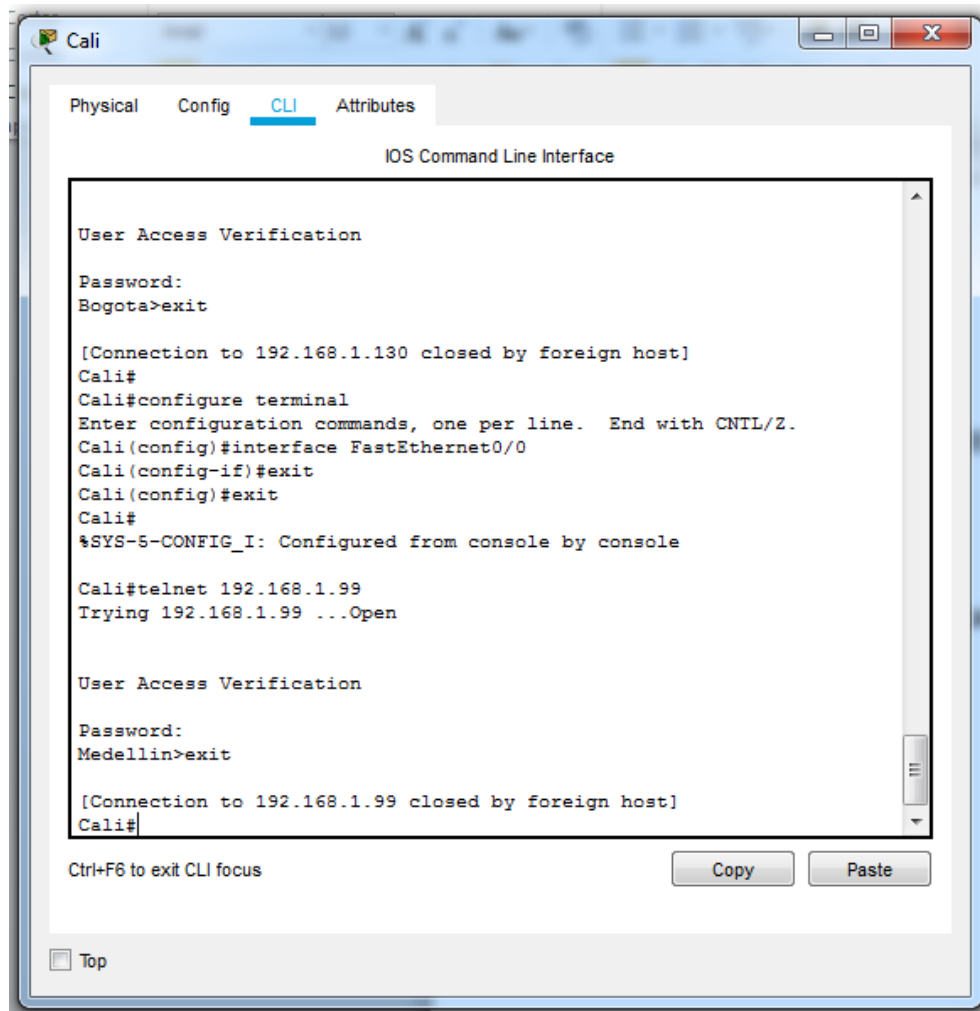 Cali
Physical Config CLI Attributes
IOS Command Line Interface
User Access Verification
Password:
Bogota>exit
[Connection to 192.168.1.130 closed by foreign host]
Cali#
Cali#configure terminal
Enter configuration commands, one per line.  End with CNTL/Z.
Cali(config)#interface FastEthernet0/0
Cali(config-if)#exit
Cali(config)#exit
Cali#
%SYS-5-CONFIG_I: Configured from console by console
Cali#telnet 192.168.1.99
Trying 192.168.1.99 ...Open
User Access Verification
Password:
Medellin>exit
[Connection to 192.168.1.99 closed by foreign host]
Cali#
Ctrl+F6 to exit CLI focus
Copy Paste
Top